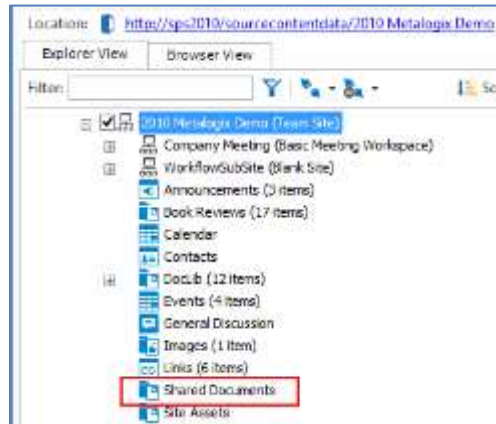 Location: http://sps2010/sourcecontentdata/2010 Metalogix Demo
Explorer View Browser View
Filter:
2010 Metalogix Demo (Team Site)
Company Meeting (Basic Meeting Workspace)
WorkflowSubSite (Blank Site)
Announcements (3 items)
Book Reviews (17 items)
Calendar
Contacts
DocLib (12 items)
Events (4 items)
General Discussion
Images (1 item)
Links (6 items)
Shared Documents
Site Assets